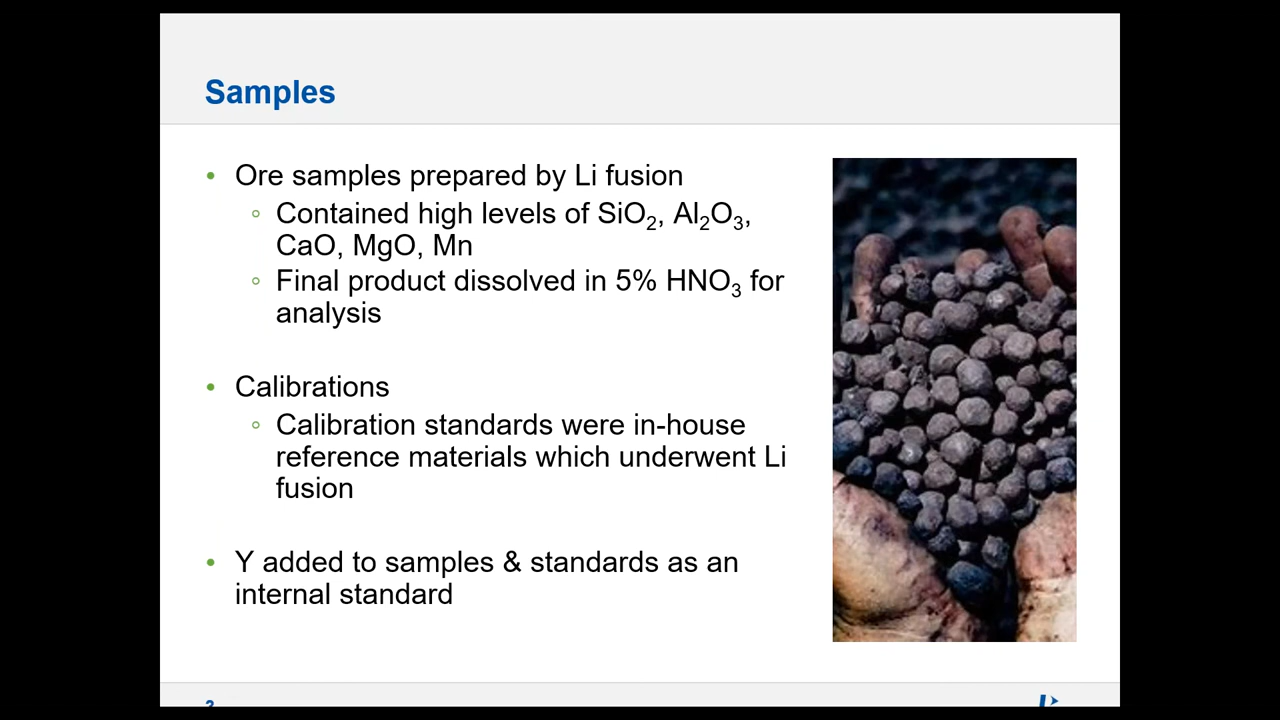 Samples
• Ore samples prepared by Li fusion
◦ Contained high levels of SiO₂, Al₂O₃,
CaO, MgO, Mn
◦ Final product dissolved in 5% HNO₃ for
analysis
• Calibrations
◦ Calibration standards were in-house
reference materials which underwent Li
fusion
• Y added to samples & standards as an
internal standard